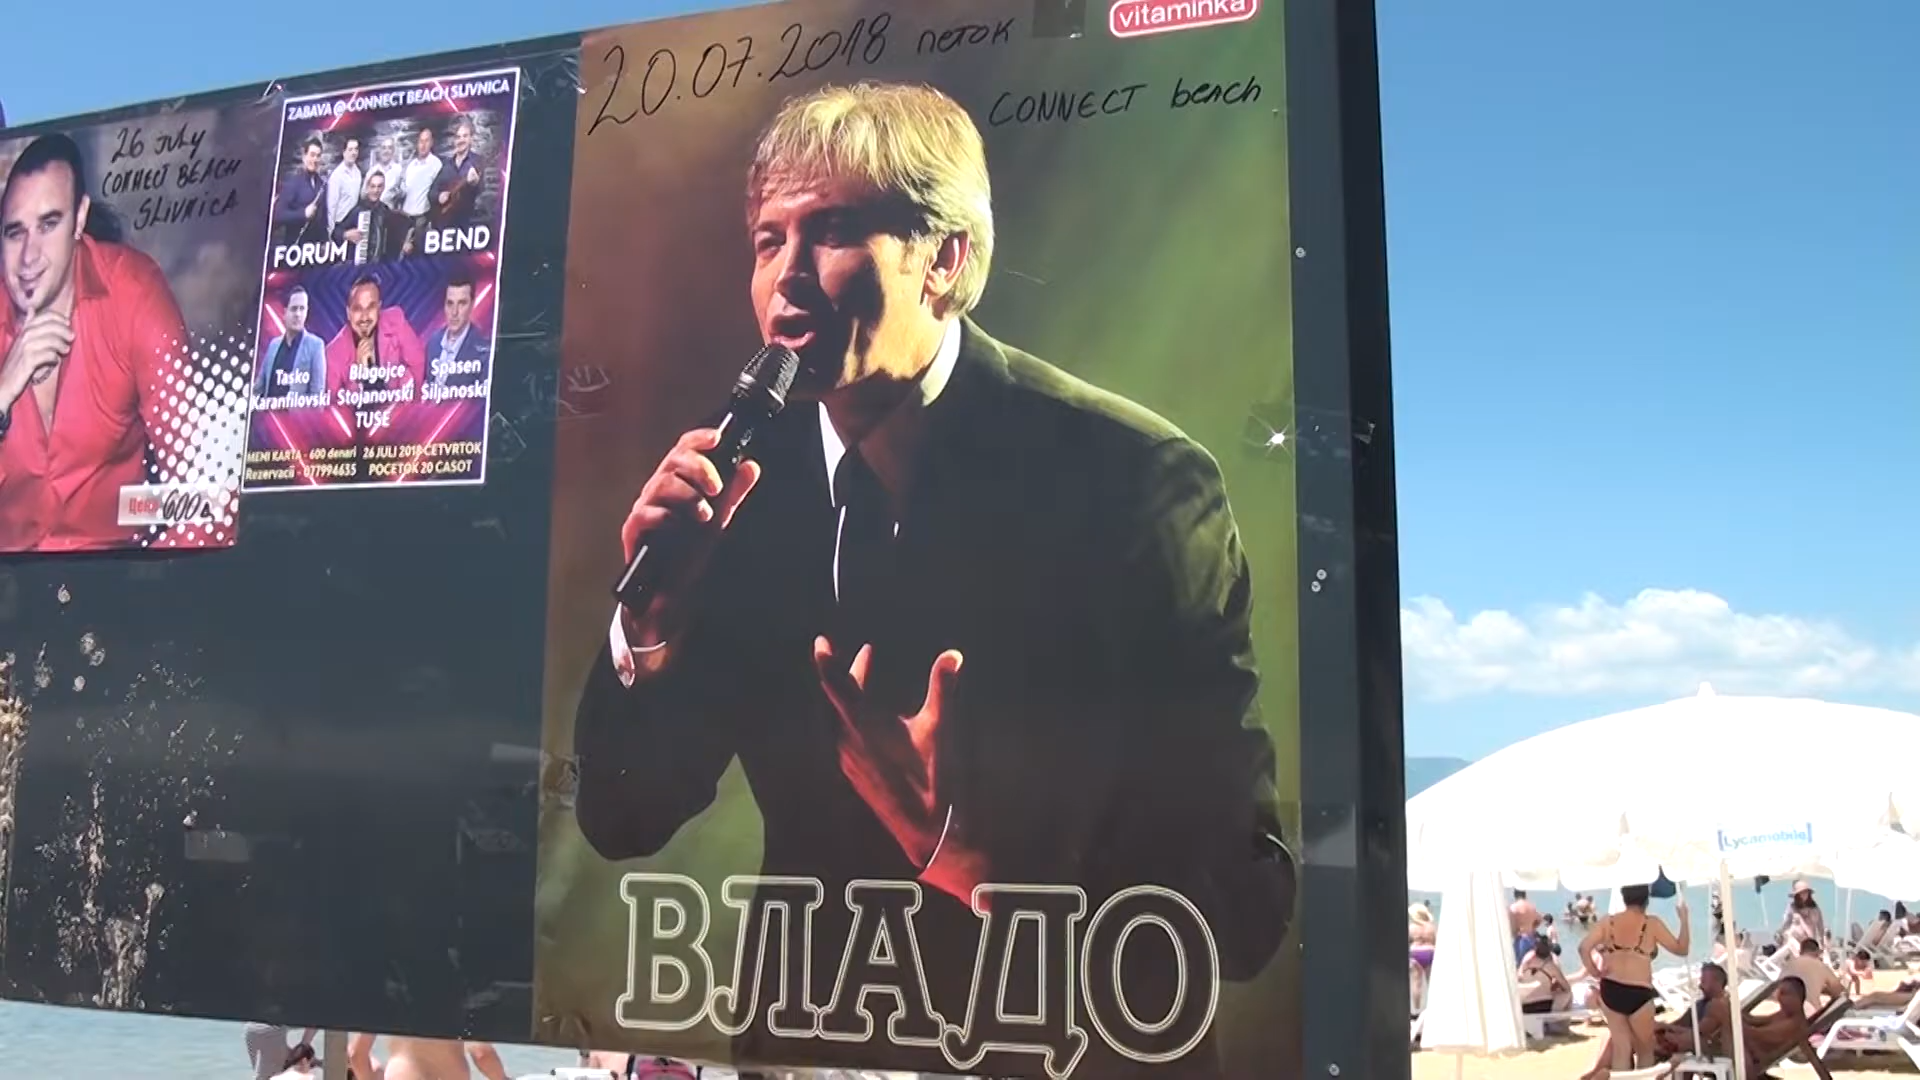 26 JULY
CONNECT BEACH
SLIVNICA
Цена 600 д
ZABAVA @ CONNECT BEACH SLIVNICA
FORUM BEND
Tasko Karanfilovski
Blagojce Stojanovski TUSE
Spasen Siljanoski
MENI KARTA - 600 denari 26 JULI 2018 CETVRTOK
Rezervacii - 077994635 POCETOK 20 CASOT
20.07.2018 петок
CONNECT beach
vitaminka
ВЛАДО
Lycamobile